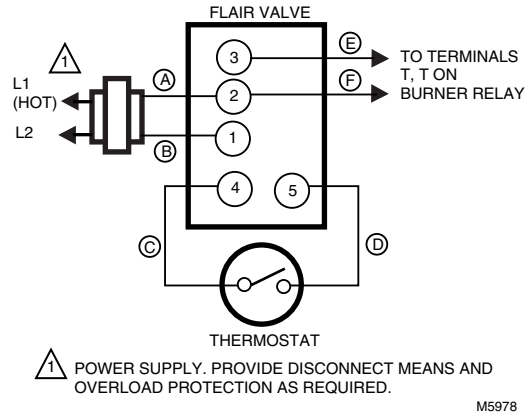 FLAIR VALVE
3
E
TO TERMINALS
T, T ON
BURNER RELAY
1
L1
(HOT)
A
2
F
L2
B
1
4
5
C
D
THERMOSTAT
1 POWER SUPPLY. PROVIDE DISCONNECT MEANS AND
OVERLOAD PROTECTION AS REQUIRED.
M5978